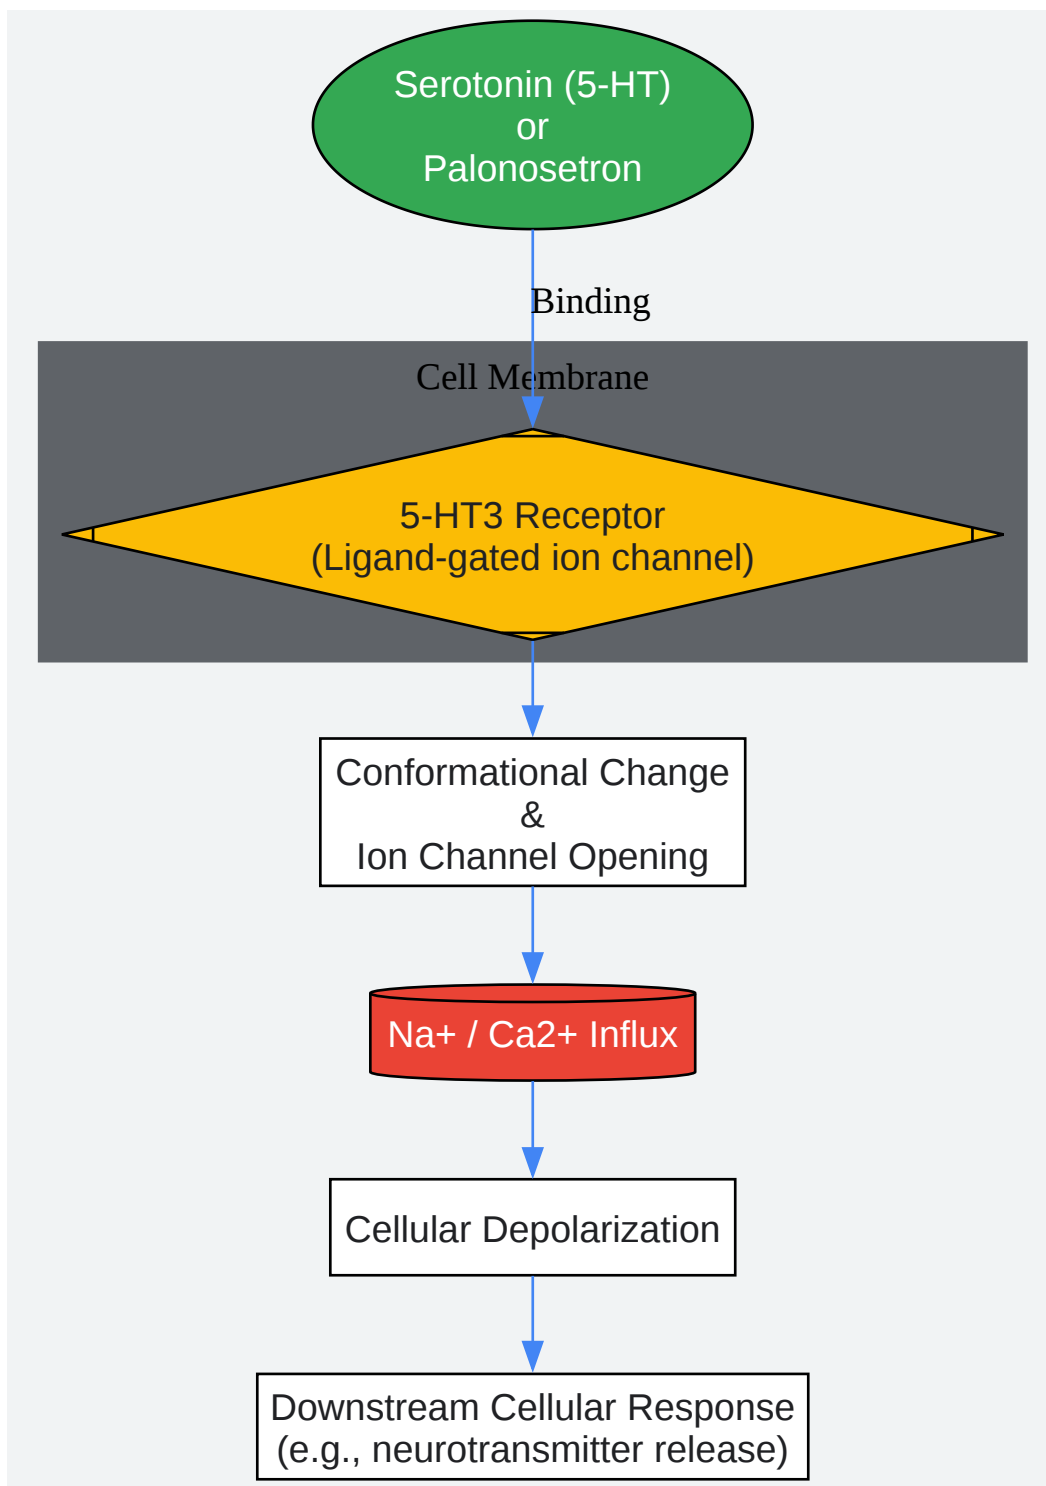 Serotonin (5-HT)
or
Palonosetron
Binding
Cell Membrane
5-HT3 Receptor
(Ligand-gated ion channel)
Conformational Change
&
Ion Channel Opening
Na+ / Ca2+ Influx
Cellular Depolarization
Downstream Cellular Response
(e.g., neurotransmitter release)